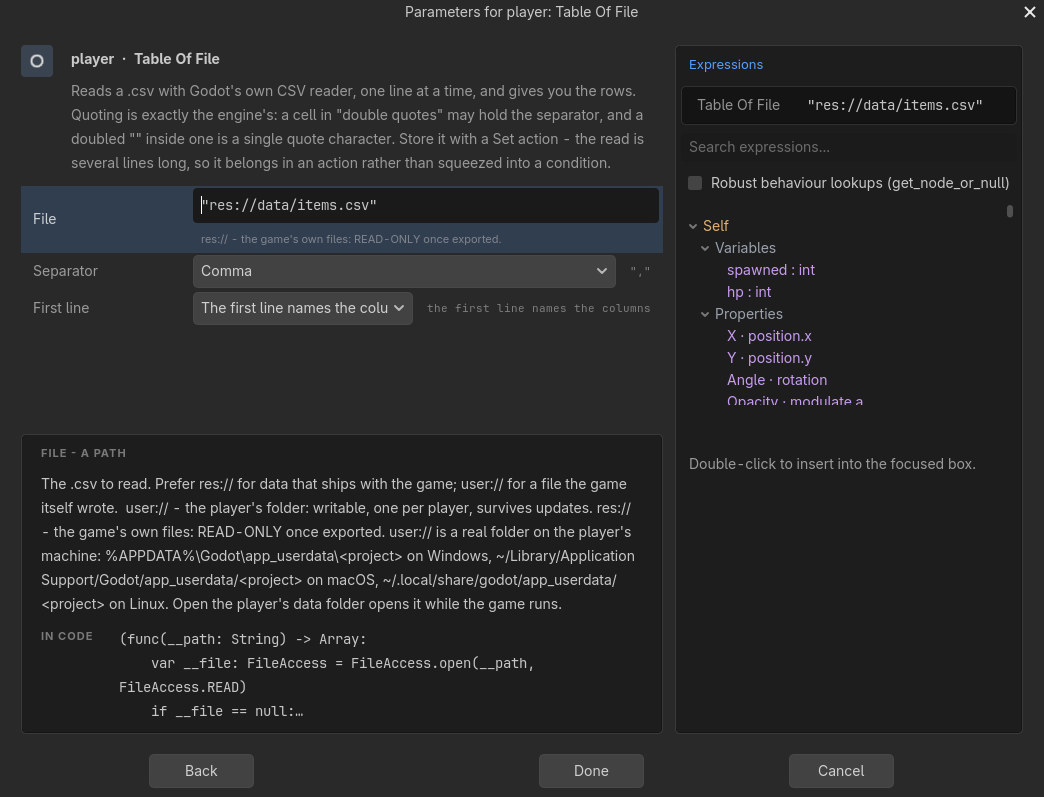 Parameters for player: Table Of File
player · Table Of File
Reads a .csv with Godot's own CSV reader, one line at a time, and gives you the rows.
Quoting is exactly the engine's: a cell in "double quotes" may hold the separator, and a
doubled "" inside one is a single quote character. Store it with a Set action - the read is
several lines long, so it belongs in an action rather than squeezed into a condition.
File
"res://data/items.csv"
res:// - the game's own files: READ-ONLY once exported.
Separator
Comma
","
First line
The first line names the colu
the first line names the columns
FILE - A PATH
The .csv to read. Prefer res:// for data that ships with the game; user:// for a file the game
itself wrote.  user:// - the player's folder: writable, one per player, survives updates. res://
- the game's own files: READ-ONLY once exported. user:// is a real folder on the player's
machine: %APPDATA%\Godot\app_userdata\<project> on Windows, ~/Library/Application
Support/Godot/app_userdata/<project> on macOS, ~/.local/share/godot/app_userdata/
<project> on Linux. Open the player's data folder opens it while the game runs.
IN CODE
(func(__path: String) -> Array:
    var __file: FileAccess = FileAccess.open(__path,
FileAccess.READ)
    if __file == null:…
Expressions
Table Of File
"res://data/items.csv"
Search expressions...
Robust behaviour lookups (get_node_or_null)
Self
Variables
spawned : int
hp : int
Properties
X · position.x
Y · position.y
Angle · rotation
Opacity · modulate.a
Double-click to insert into the focused box.
Back
Done
Cancel